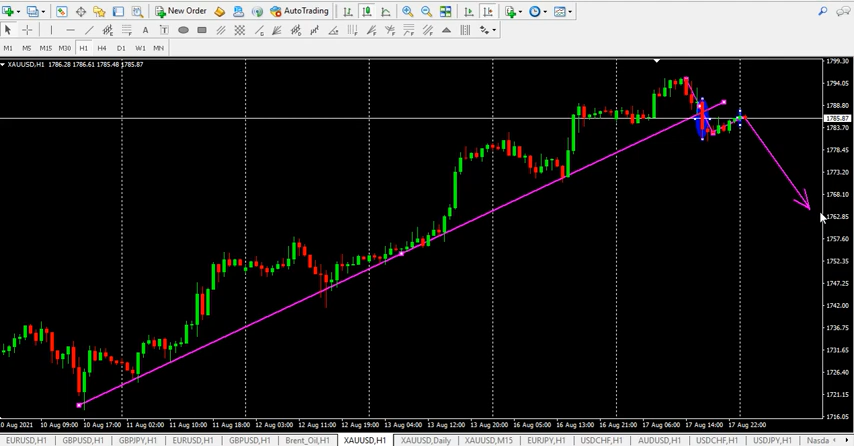 New Order
AutoTrading
A
T
E
F
M1 M5 M15 M30 H1 H4 D1 W1 MN
XAUUSD,H1 1786.28 1786.61 1785.48 1785.87
1799.30
1794.05
1788.80
1785.87
1783.70
1778.45
1773.20
1768.10
1762.85
1757.60
1752.35
1747.25
1742.00
1736.75
1731.65
1726.40
1721.15
1716.05
10 Aug 2021 10 Aug 09:00 10 Aug 17:00 11 Aug 02:00 11 Aug 10:00 11 Aug 18:00 12 Aug 03:00 12 Aug 11:00 12 Aug 19:00 13 Aug 04:00 13 Aug 12:00 13 Aug 20:00 16 Aug 05:00 16 Aug 13:00 16 Aug 21:00 17 Aug 06:00 17 Aug 14:00 17 Aug 22:00
EURUSD,H1 GBPUSD,H1 GBPJPY,H1 EURUSD,H1 GBPUSD,H1 Brent_Oil,H1 XAUUSD,H1 XAUUSD,Daily XAUUSD,M15 EURJPY,H1 USDCHF,H1 AUDUSD,H1 USDCHF,H1 USDJPY,H1 Nasda